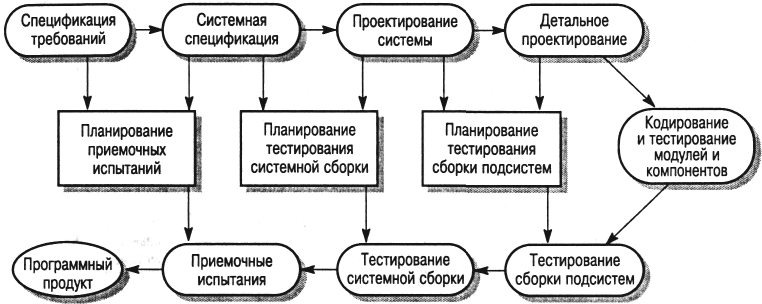 Спецификация
требований
Системная
спецификация
Проектирование
системы
Детальное
проектирование
Планирование
приемочных
испытаний
Планирование
тестирования
системной сборки
Планирование
тестирования
сборки подсистем
Кодирование
и тестирование
модулей и
компонентов
Программный
продукт
Приемочные
испытания
Тестирование
системной сборки
Тестирование
сборки подсистем